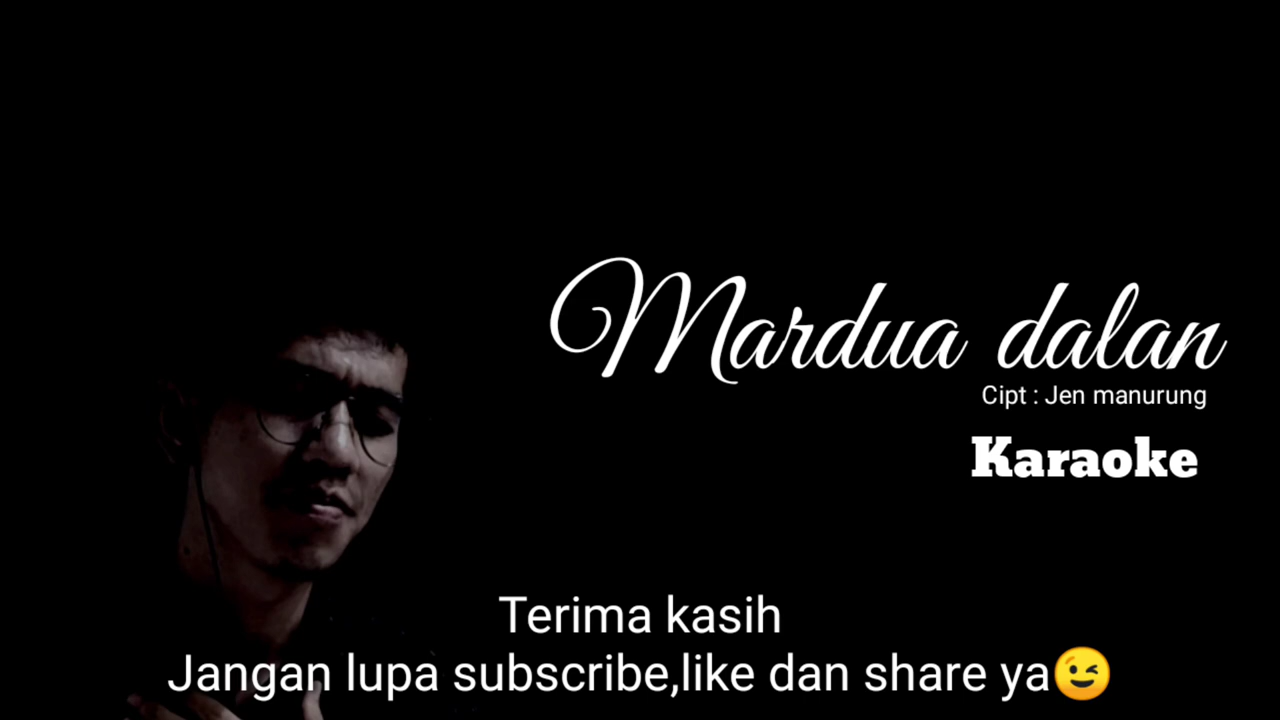 Mardua dalan
Cipt : Jen manurung
Karaoke
Terima kasih
Jangan lupa subscribe,like dan share ya😉